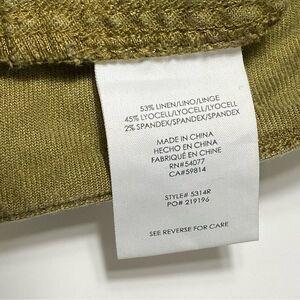 53% LINEN/LINO/LINGE
45% LYOCELL/LYOCELL/LYOCELL
2% SPANDEX/SPANDEX/SPANDEX
MADE IN CHINA
HECHO EN CHINA
FABRIQUÉ EN CHINE
RN#54077
CA#59814
STYLE# 5314R
PO# 219196
SEE REVERSE FOR CARE